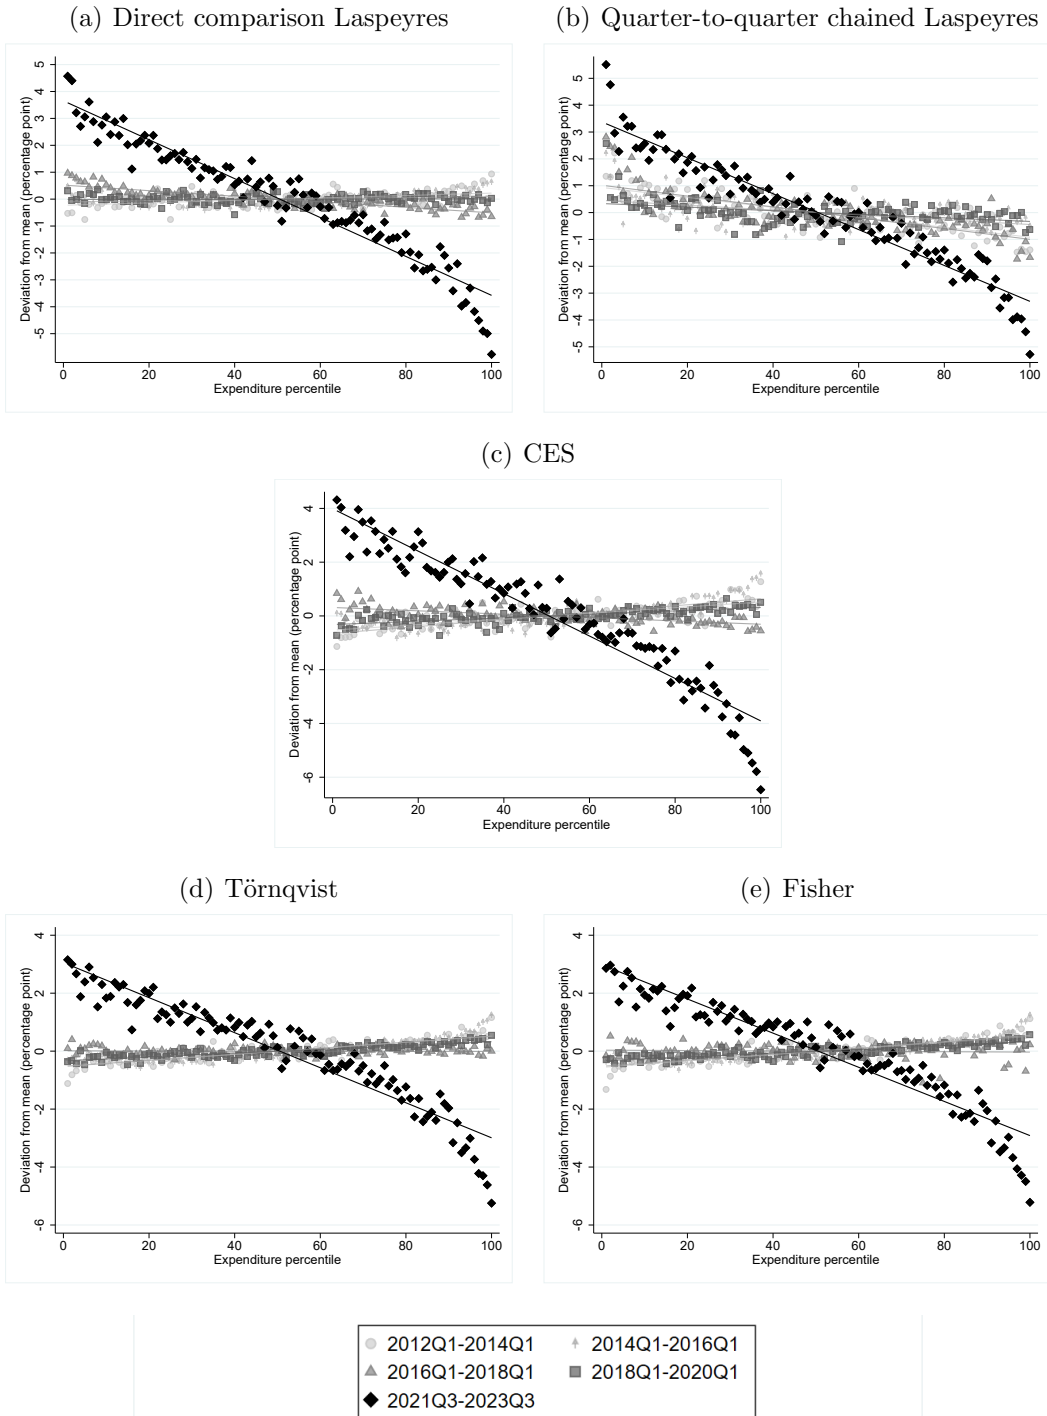 (a) Direct comparison Laspeyres
(b) Quarter-to-quarter chained Laspeyres
Deviation from mean (percentage point)
5
4
3
2
1
0
-1
-2
-3
-4
-5
0 20 40 60 80 100
Expenditure percentile
Deviation from mean (percentage point)
5
4
3
2
1
0
-1
-2
-3
-4
-5
0 20 40 60 80 100
Expenditure percentile
(c) CES
Deviation from mean (percentage point)
4
2
0
-2
-4
-6
0 20 40 60 80 100
Expenditure percentile
(d) Törnqvist
(e) Fisher
Deviation from mean (percentage point)
4
2
0
-2
-4
-6
0 20 40 60 80 100
Expenditure percentile
Deviation from mean (percentage point)
4
2
0
-2
-4
-6
0 20 40 60 80 100
Expenditure percentile
2012Q1-2014Q1
2014Q1-2016Q1
2016Q1-2018Q1
2018Q1-2020Q1
2021Q3-2023Q3